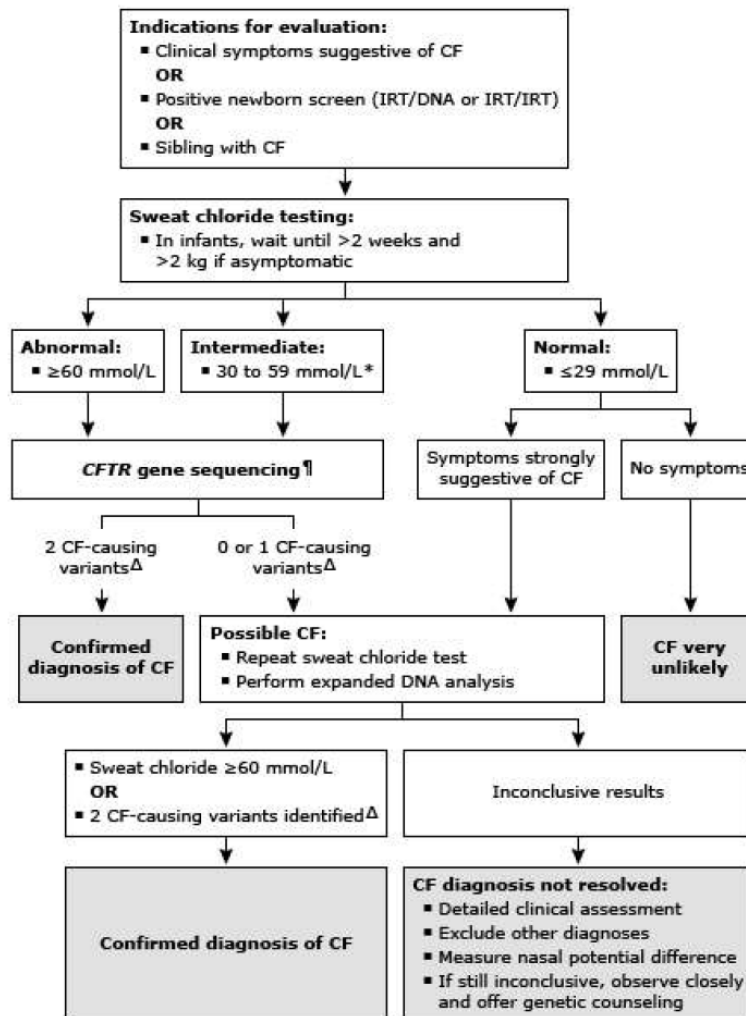 Indications for evaluation:
▪ Clinical symptoms suggestive of CF
OR
▪ Positive newborn screen (IRT/DNA or IRT/IRT)
OR
▪ Sibling with CF
Sweat chloride testing:
▪ In infants, wait until >2 weeks and
>2 kg if asymptomatic
Abnormal:
▪ ≥60 mmol/L
Intermediate:
▪ 30 to 59 mmol/L*
Normal:
▪ ≤29 mmol/L
CFTR gene sequencing¶
Symptoms strongly
suggestive of CF
No symptoms
2 CF-causing
variantsΔ
0 or 1 CF-causing
variantsΔ
Confirmed
diagnosis of CF
Possible CF:
▪ Repeat sweat chloride test
▪ Perform expanded DNA analysis
CF very
unlikely
▪ Sweat chloride ≥60 mmol/L
OR
▪ 2 CF-causing variants identifiedΔ
Inconclusive results
Confirmed diagnosis of CF
CF diagnosis not resolved:
▪ Detailed clinical assessment
▪ Exclude other diagnoses
▪ Measure nasal potential difference
▪ If still inconclusive, observe closely
and offer genetic counseling